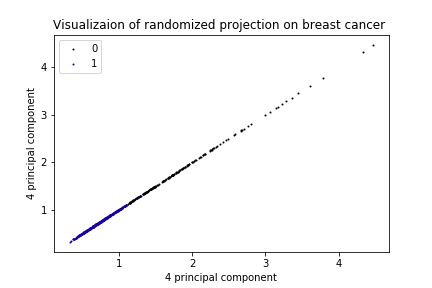 Visualizaion of randomized projection on breast cancer
0
1
4
3
2
1
4 principal component
1 2 3 4
4 principal component